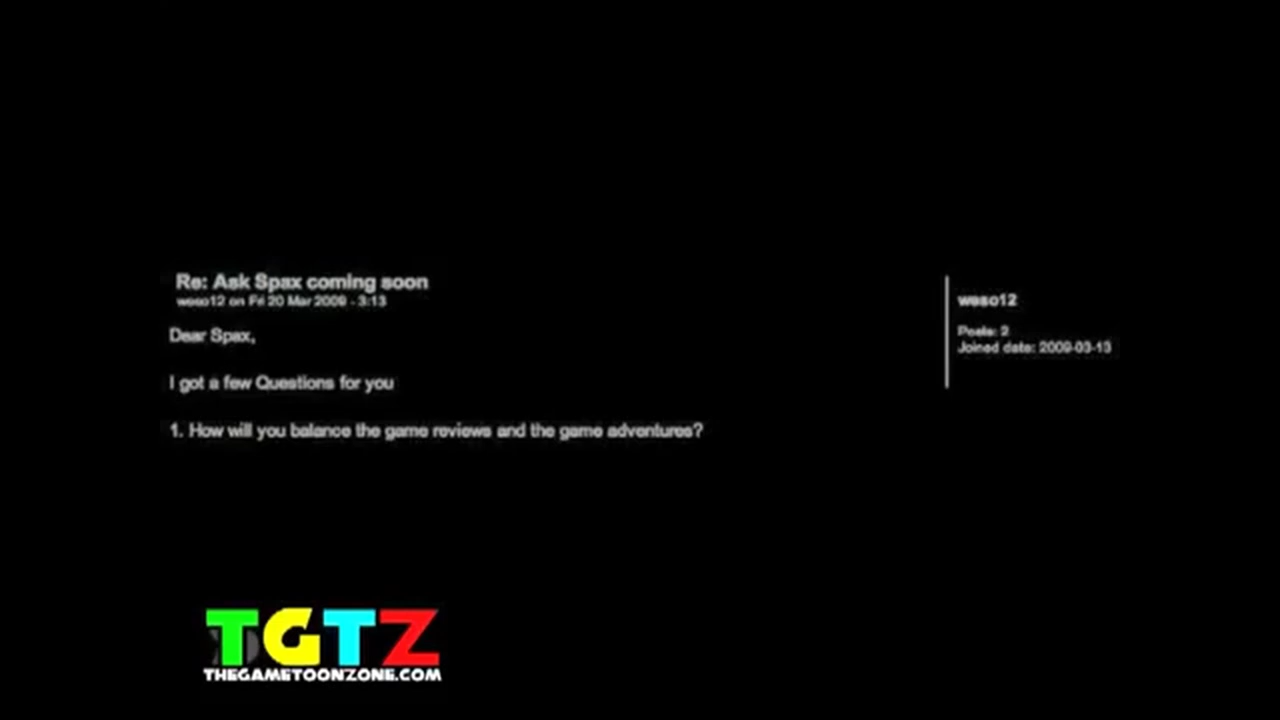 Re: Ask Spax coming soon
weso12 on Fri 20 Mar 2009 - 3:13
Dear Spax,
I got a few Questions for you
1. How will you balance the game reviews and the game adventures?
weso12
Posts: 2
Joined date: 2009-03-13
TGTZ
THEGAMETOONZONE.COM